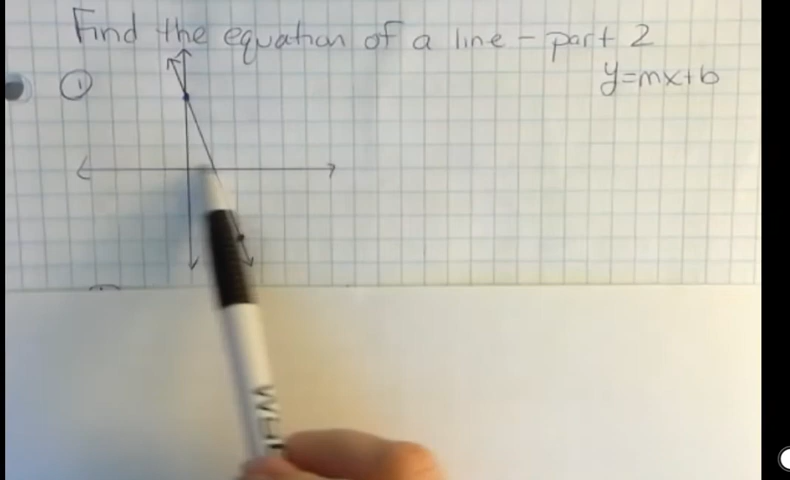 Find the equation of a line - part 2
① y=mx+b